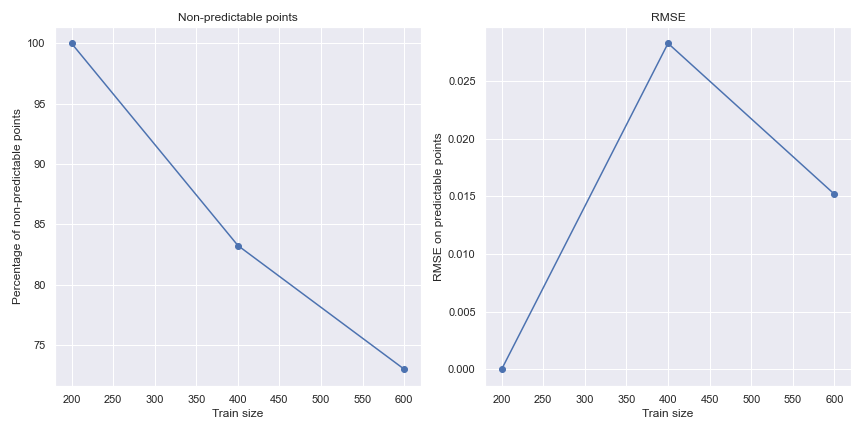 Non-predictable points
Percentage of non-predictable points
100
95
90
85
80
75
200 250 300 350 400 450 500 550 600
Train size
RMSE
RMSE on predictable points
0.025
0.020
0.015
0.010
0.005
0.000
200 250 300 350 400 450 500 550 600
Train size